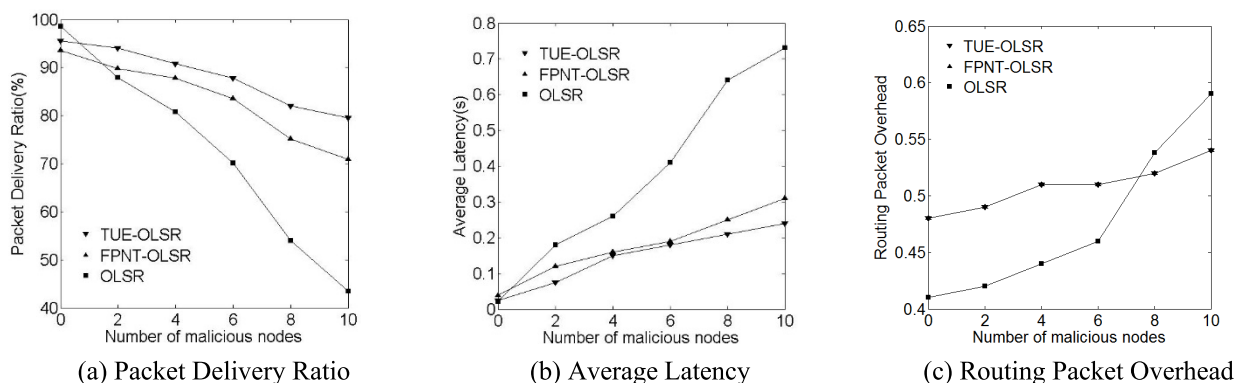 100
90
80
70
60
50
40
Packet Delivery Ratio(%)
TUE-OLSR
FPNT-OLSR
OLSR
0 2 4 6 8 10
Number of malicious nodes
(a) Packet Delivery Ratio
0.8
0.7
0.6
0.5
0.4
0.3
0.2
0.1
0
Average Latency(s)
TUE-OLSR
FPNT-OLSR
OLSR
0 2 4 6 8 10
Number of malicious nodes
(b) Average Latency
0.65
0.6
0.55
0.5
0.45
0.4
Routing Packet Overhead
TUE-OLSR
FPNT-OLSR
OLSR
0 2 4 6 8 10
Number of malicious nodes
(c) Routing Packet Overhead